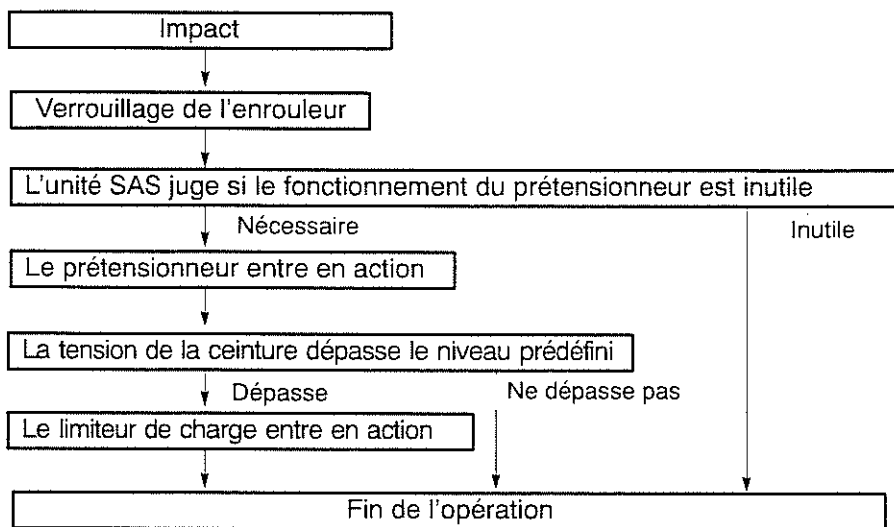 Impact
Verrouillage de l'enrouleur
L'unité SAS juge si le fonctionnement du prétensionneur est inutile
Nécessaire
Inutile
Le prétensionneur entre en action
La tension de la ceinture dépasse le niveau prédéfini
Dépasse
Ne dépasse pas
Le limiteur de charge entre en action
Fin de l'opération